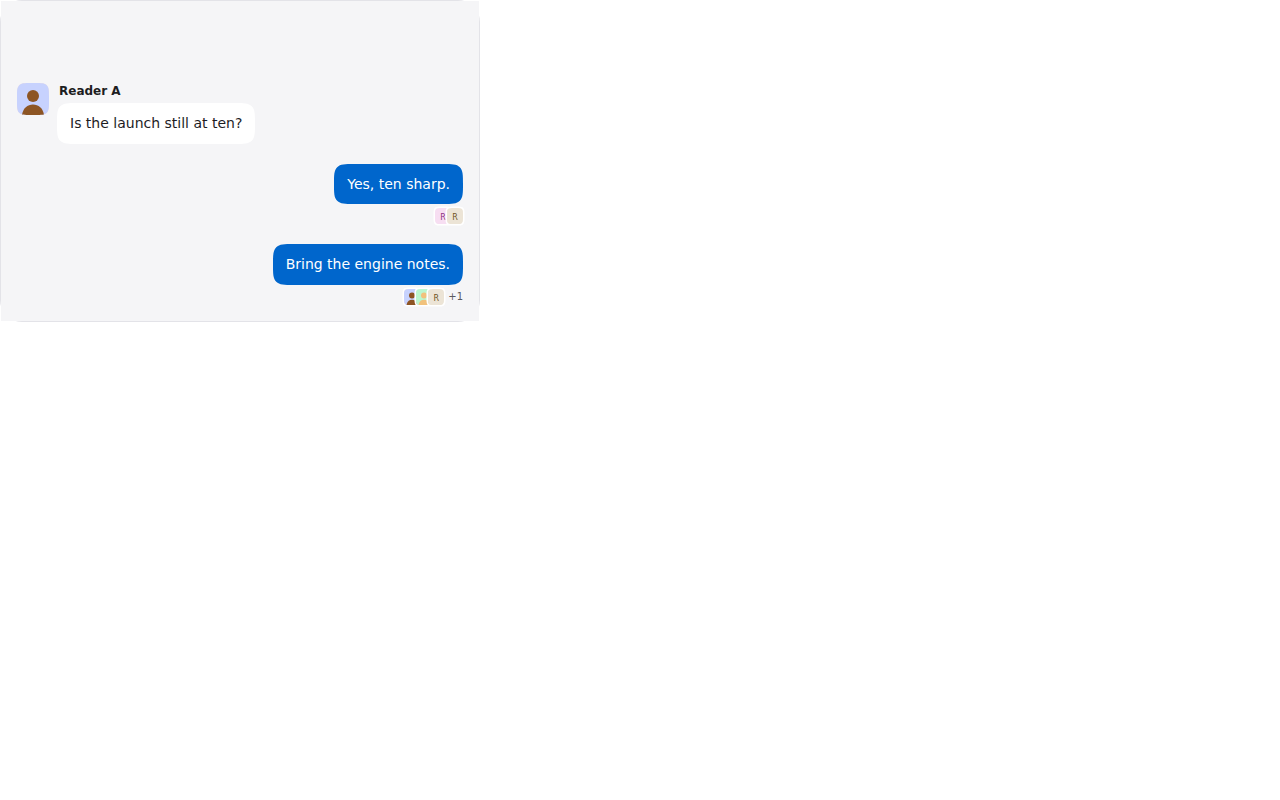 Reader A
Is the launch still at ten?
Yes, ten sharp.
R R
Bring the engine notes.
R +1